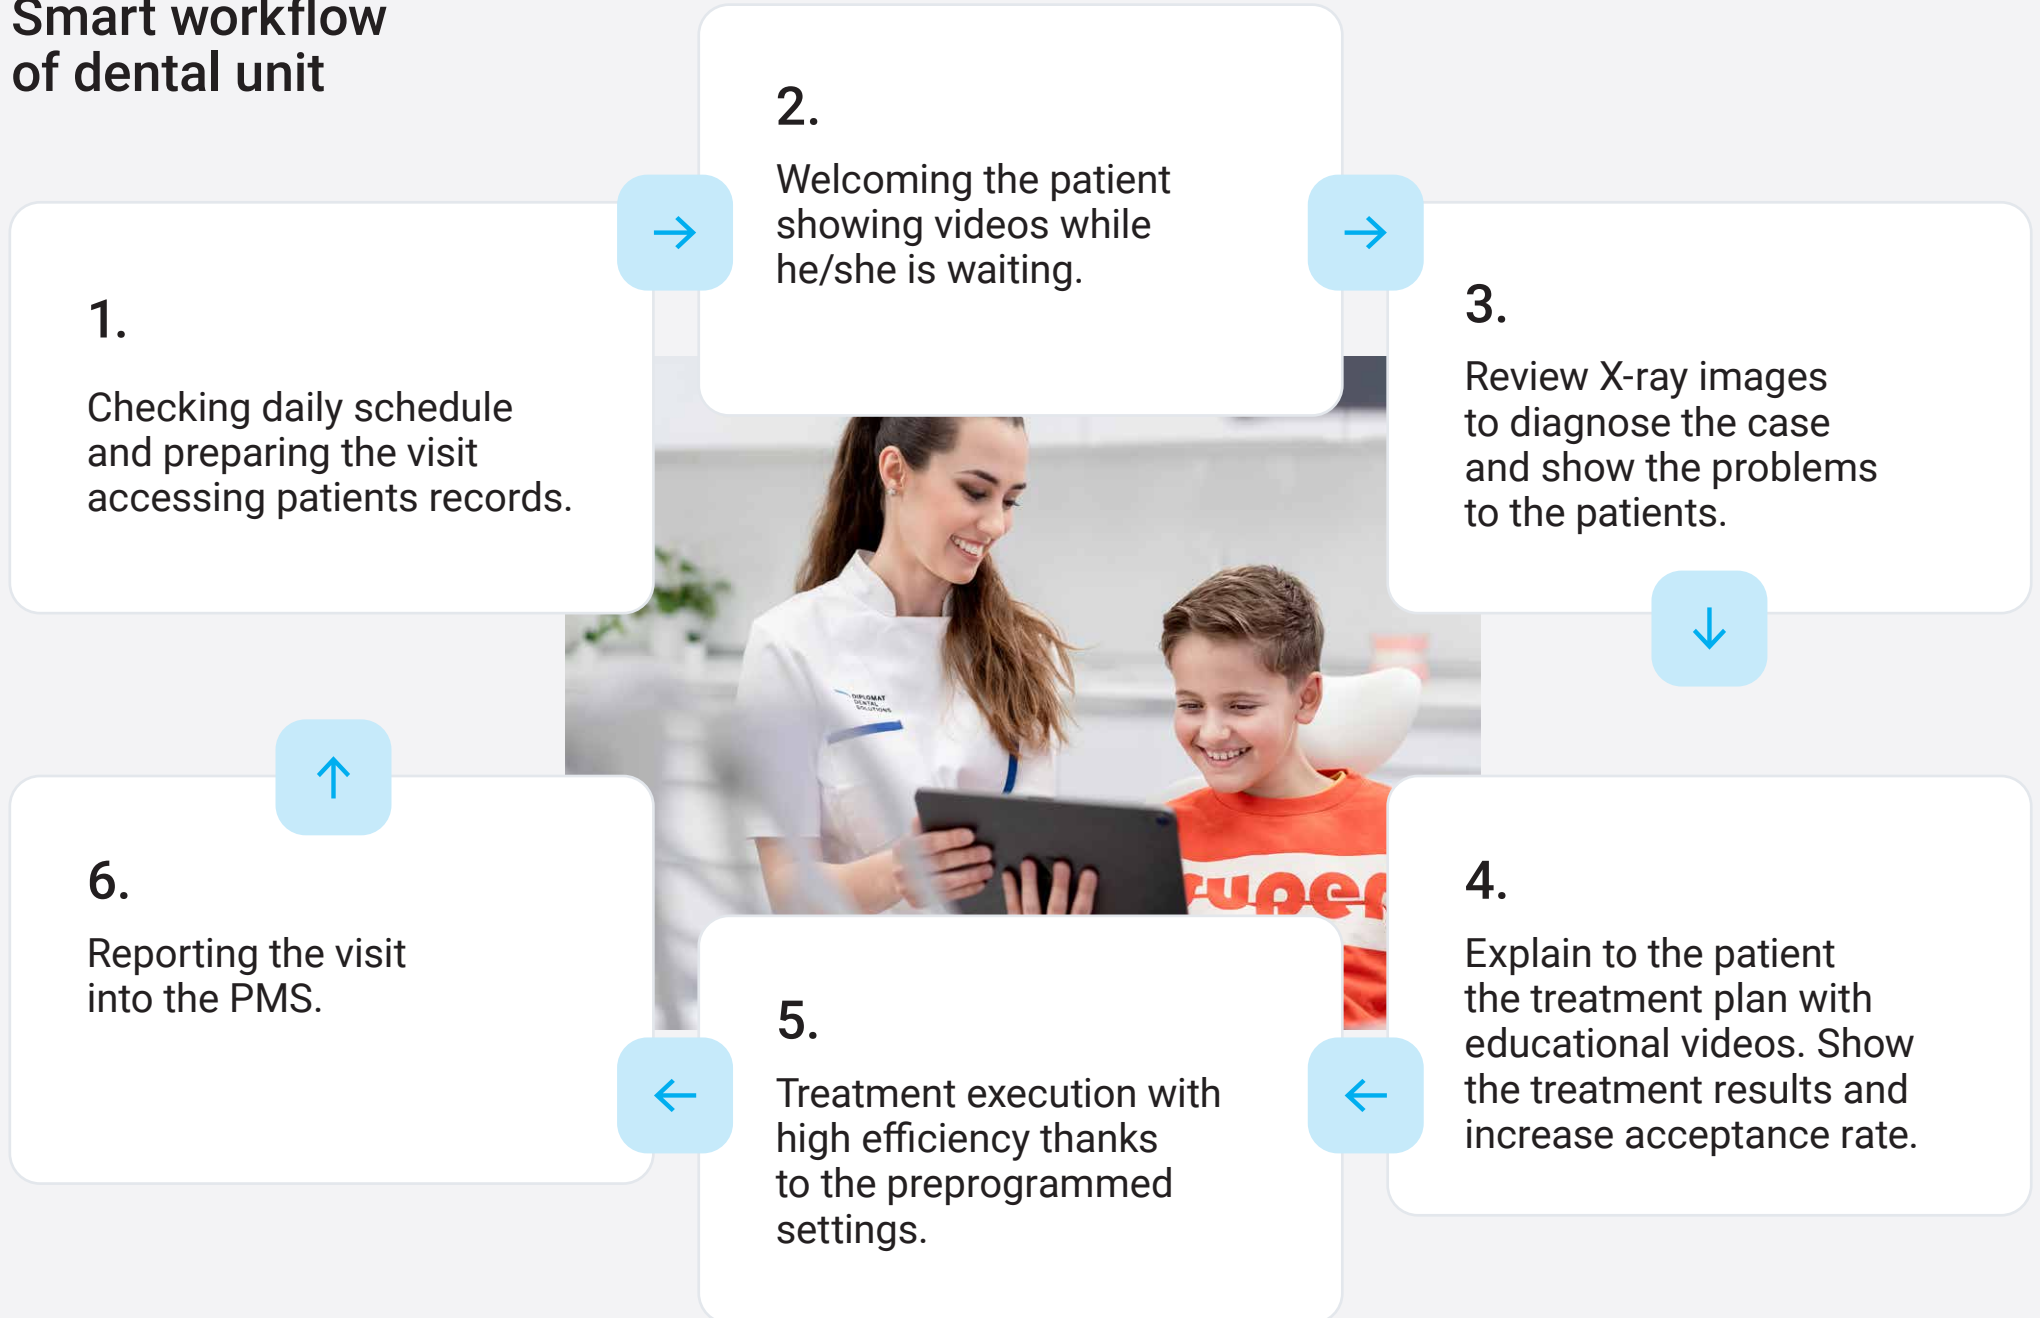 Smart workflow
of dental unit
1.
Checking daily schedule
and preparing the visit
accessing patients records.
2.
Welcoming the patient
showing videos while
he/she is waiting.
3.
Review X-ray images
to diagnose the case
and show the problems
to the patients.
4.
Explain to the patient
the treatment plan with
educational videos. Show
the treatment results and
increase acceptance rate.
5.
Treatment execution with
high efficiency thanks
to the preprogrammed
settings.
6.
Reporting the visit
into the PMS.
DIPLOMAT
DENTAL
SOLUTIONS
super